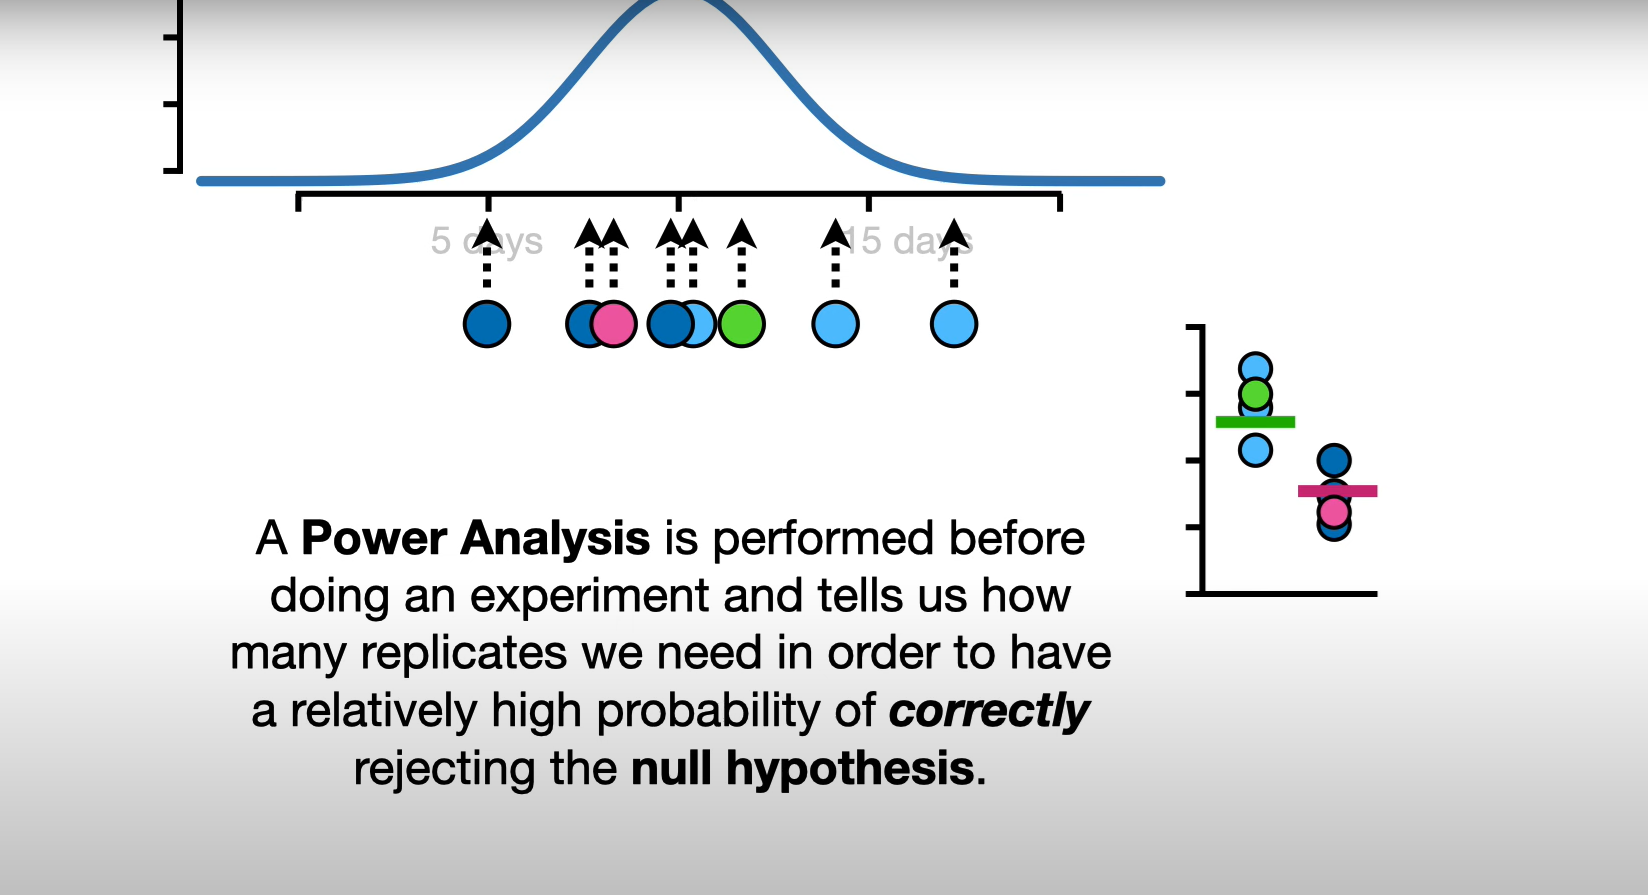 5 days
15 days
A Power Analysis is performed before
doing an experiment and tells us how
many replicates we need in order to have
a relatively high probability of correctly
rejecting the null hypothesis.